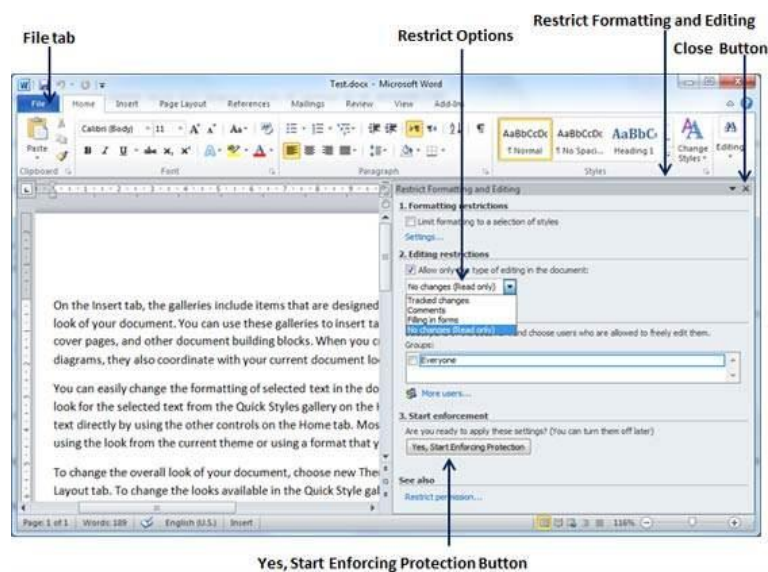 Restrict Formatting and Editing
File tab
Restrict Options
Close Button
Test.docx - Microsoft Word
File Home Insert Page Layout References Mailings Review View Add-Ins
Calibri (Body) 11
Paste
B I U abc x, x²
AaBbCcDc AaBbCcDc AaBbC
¶ Normal ¶ No Spaci... Heading 1
Change Styles
Editing
Clipboard Font Paragraph Styles
Restrict Formatting and Editing
1. Formatting restrictions
Limit formatting to a selection of styles
Settings...
2. Editing restrictions
Allow only this type of editing in the document:
No changes (Read only)
Tracked changes
Comments
Filling in forms
No changes (Read only)
and choose users who are allowed to freely edit them.
Groups:
Everyone
More users...
3. Start enforcement
Are you ready to apply these settings? (You can turn them off later)
Yes, Start Enforcing Protection
See also
Restrict permission...
On the Insert tab, the galleries include items that are designed
look of your document. You can use these galleries to insert ta
cover pages, and other document building blocks. When you c
diagrams, they also coordinate with your current document lo
You can easily change the formatting of selected text in the do
look for the selected text from the Quick Styles gallery on the
text directly by using the other controls on the Home tab. Mos
using the look from the current theme or using a format that y
To change the overall look of your document, choose new The
Layout tab. To change the looks available in the Quick Style gal
Page: 1 of 1 Words: 189 English (U.S.) Insert 116%
Yes, Start Enforcing Protection Button